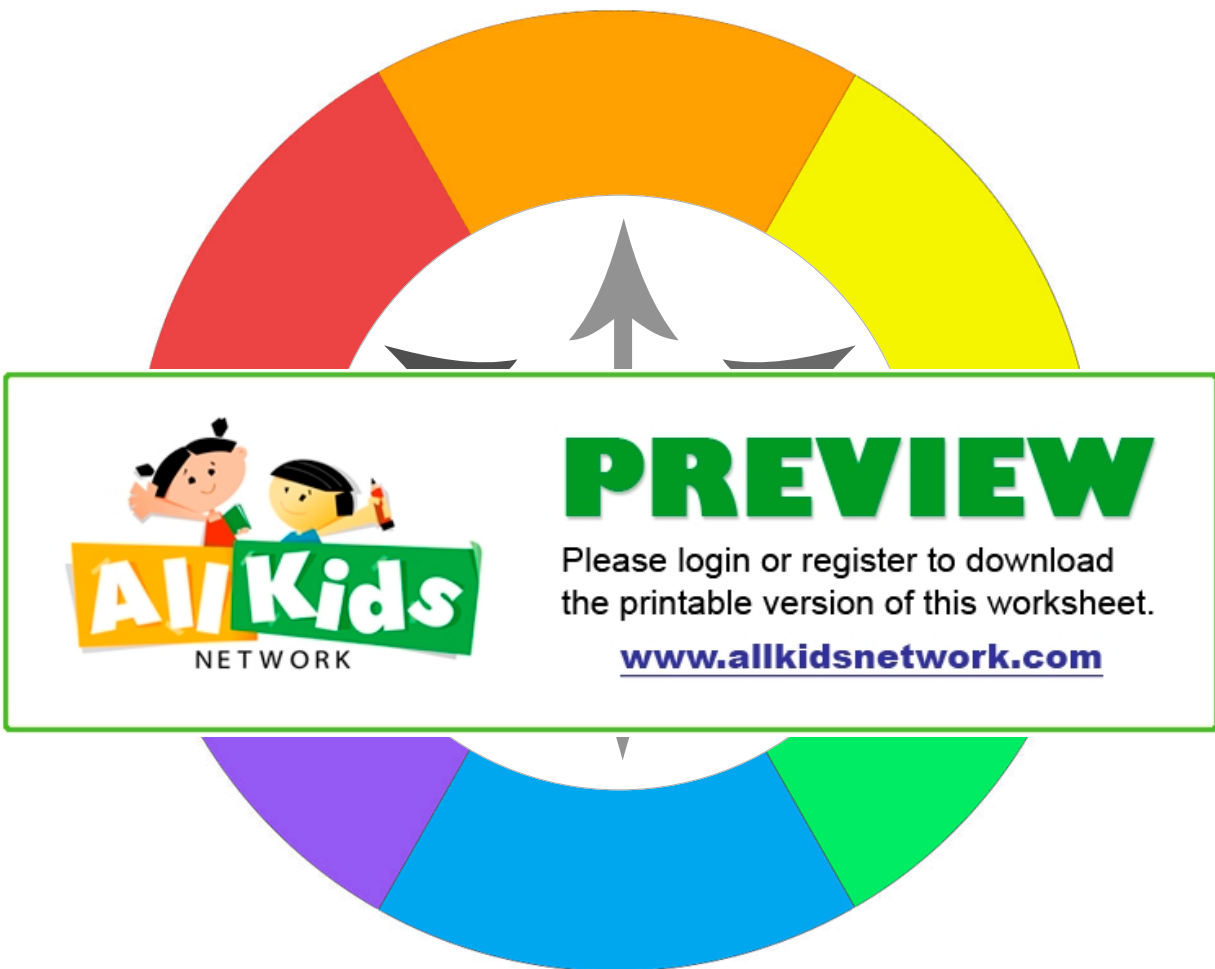 All Kids
NETWORK
PREVIEW
Please login or register to download
the printable version of this worksheet.
www.allkidsnetwork.com